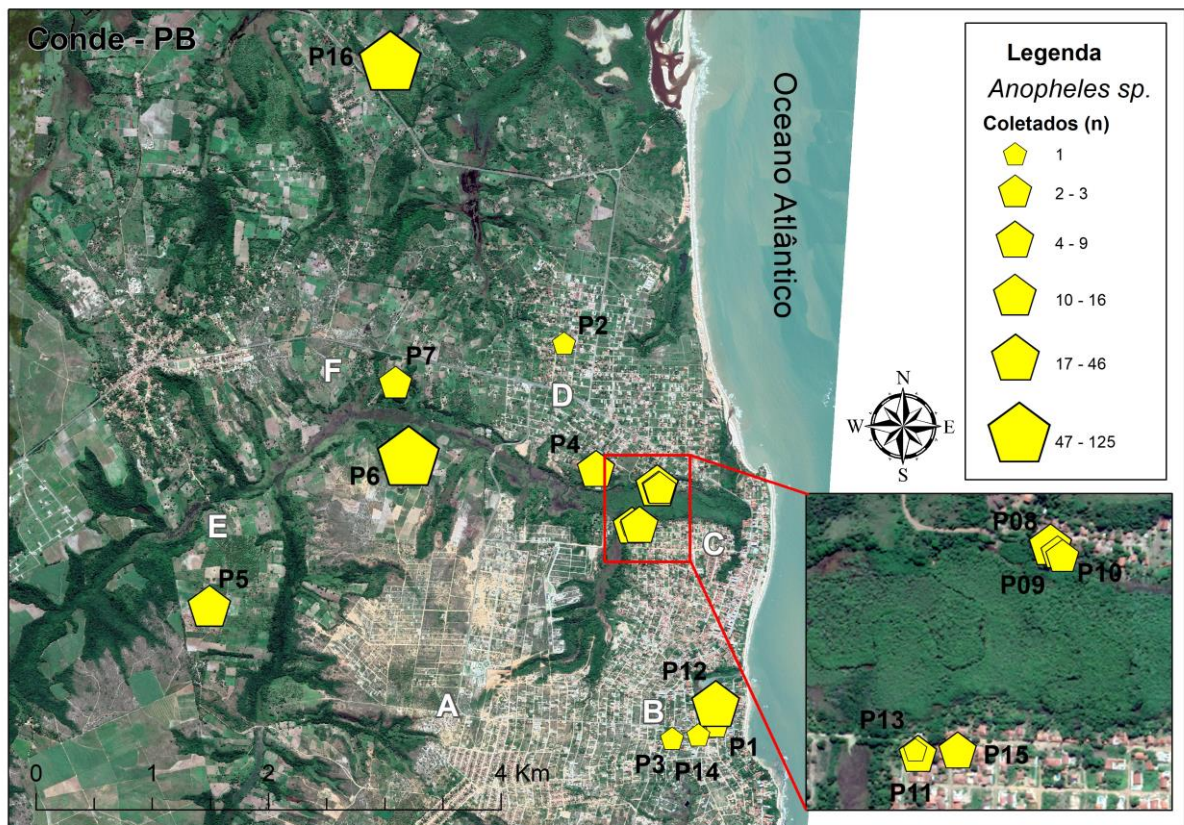 Conde - PB
P16
Oceano Atlântico
Legenda
Anopheles sp.
Coletados (n)
1
2 - 3
4 - 9
10 - 16
17 - 46
47 - 125
N
W E
S
P2
P7
F
D
P4
P6
E
C
P5
P12
A
B
P3
P14
P1
0 1 2 4 Km
P08
P09
P10
P13
P15
P11